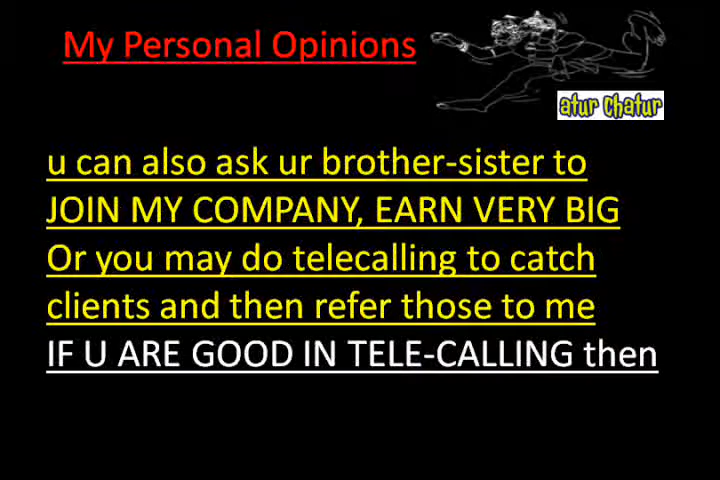 My Personal Opinions
atur chatur
u can also ask ur brother-sister to
JOIN MY COMPANY, EARN VERY BIG
Or you may do telecalling to catch
clients and then refer those to me
IF U ARE GOOD IN TELE-CALLING then